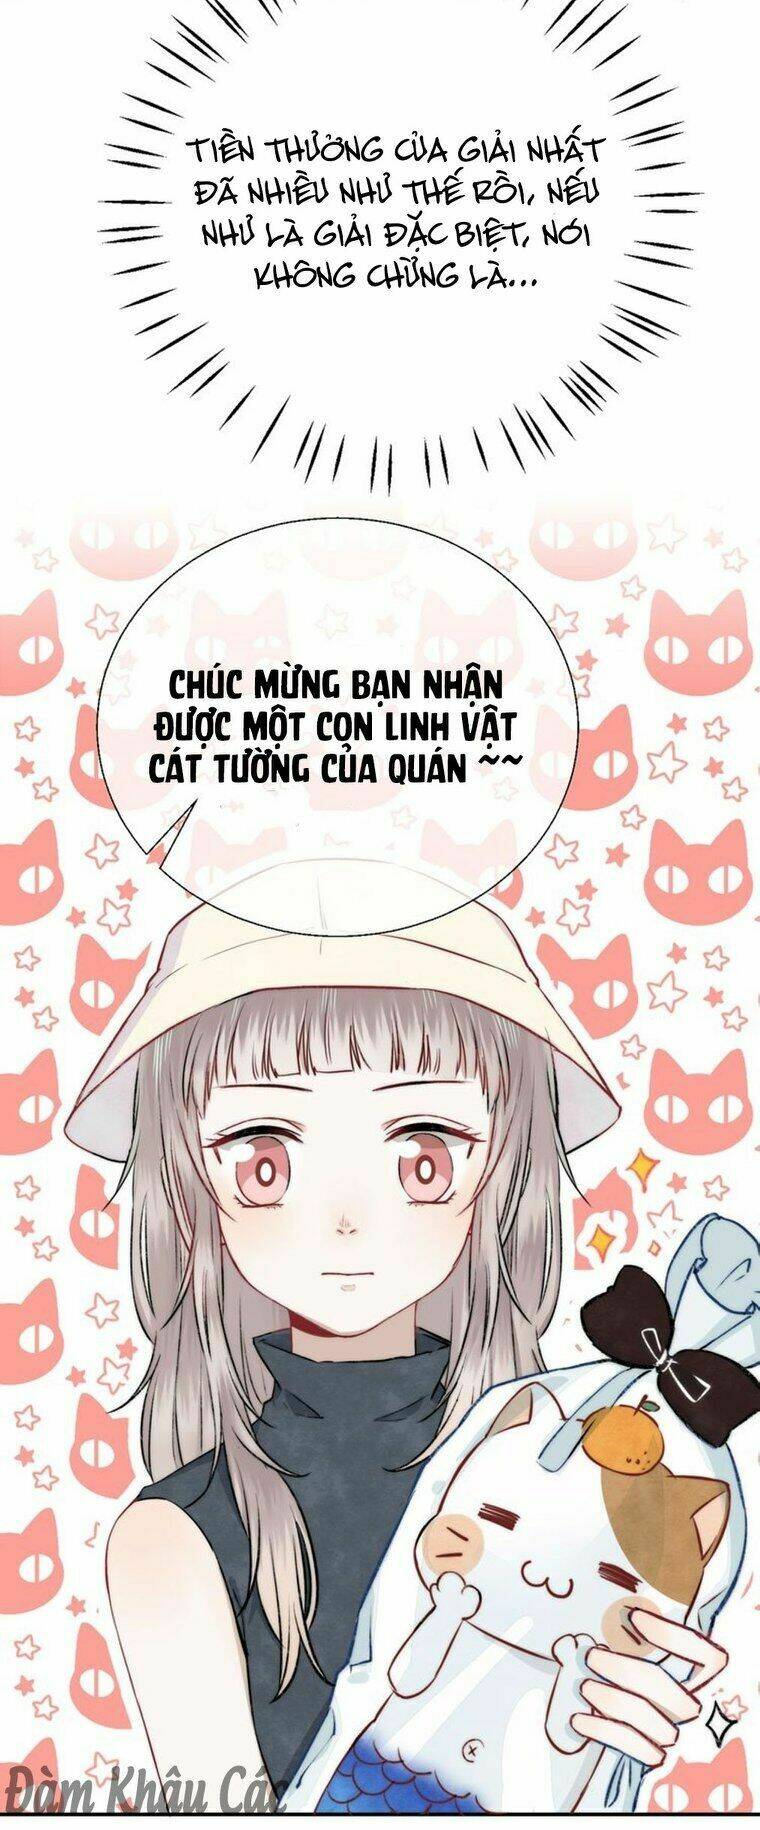 TIỀN THƯỞNG CỦA GIẢI NHẤT
ĐÃ NHIỀU NHƯ THẾ RỒI, NẾU
NHƯ LÀ GIẢI ĐẶC BIỆT, NÓI
KHÔNG CHỪNG LÀ...
CHÚC MỪNG BẠN NHẬN
ĐƯỢC MỘT CON LINH VẬT
CÁT TƯỜNG CỦA QUÁN ~~
Đàm Khâu Các